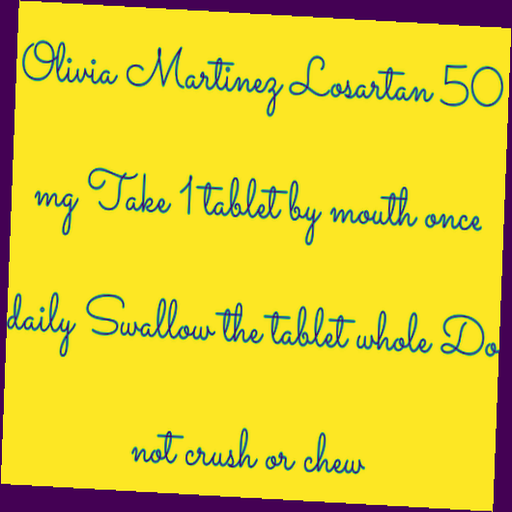 Olivia Martinez Losartan 50
mg Take 1 tablet by mouth once
daily Swallow the tablet whole Do
not crush or chew